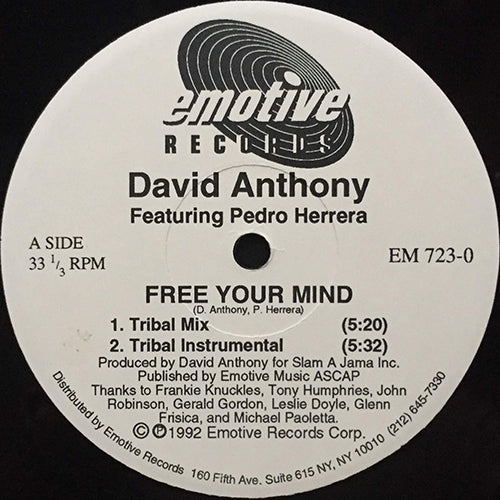 emotive
RECORDS
David Anthony
Featuring Pedro Herrera
A SIDE
33 1/3 RPM
EM 723-0
FREE YOUR MIND
(D. Anthony, P. Herrera)
1. Tribal Mix (5:20)
2. Tribal Instrumental (5:32)
Produced by David Anthony for Slam A Jama Inc.
Published by Emotive Music ASCAP
Thanks to Frankie Knuckles, Tony Humphries, John
Robinson, Gerald Gordon, Leslie Doyle, Glenn
Frisica, and Michael Paoletta.
© ℗ 1992 Emotive Records Corp.
Distributed by Emotive Records 160 Fifth Ave. Suite 615 NY, NY 10010 (212) 645-7330